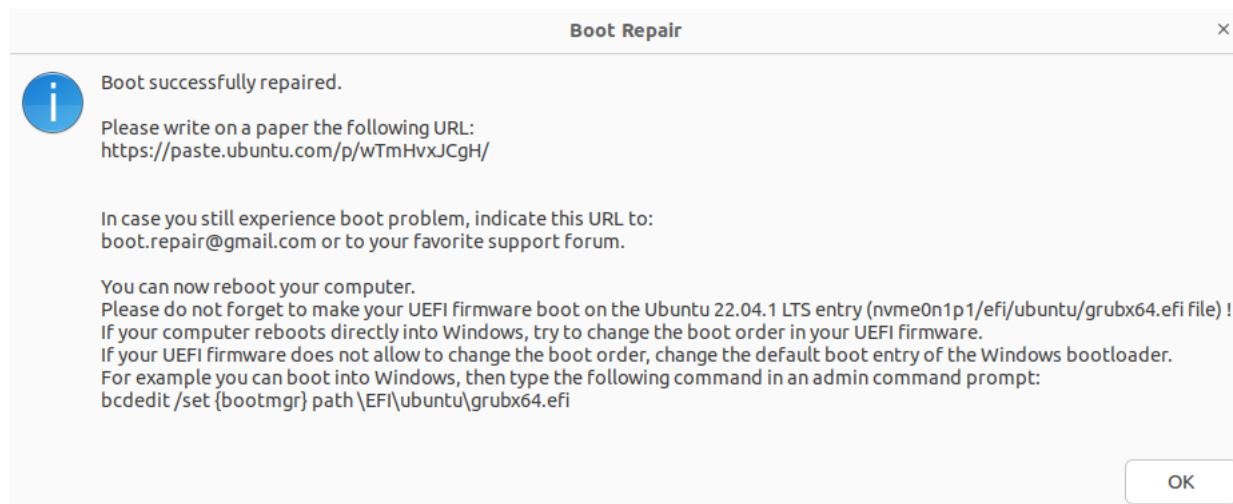 Boot Repair
Boot successfully repaired.
Please write on a paper the following URL:
https://paste.ubuntu.com/p/wTmHvxJCgH/
In case you still experience boot problem, indicate this URL to:
boot.repair@gmail.com or to your favorite support forum.
You can now reboot your computer.
Please do not forget to make your UEFI firmware boot on the Ubuntu 22.04.1 LTS entry (nvme0n1p1/efi/ubuntu/grubx64.efi file) !
If your computer reboots directly into Windows, try to change the boot order in your UEFI firmware.
If your UEFI firmware does not allow to change the boot order, change the default boot entry of the Windows bootloader.
For example you can boot into Windows, then type the following command in an admin command prompt:
bcdedit /set {bootmgr} path \EFI\ubuntu\grubx64.efi
OK